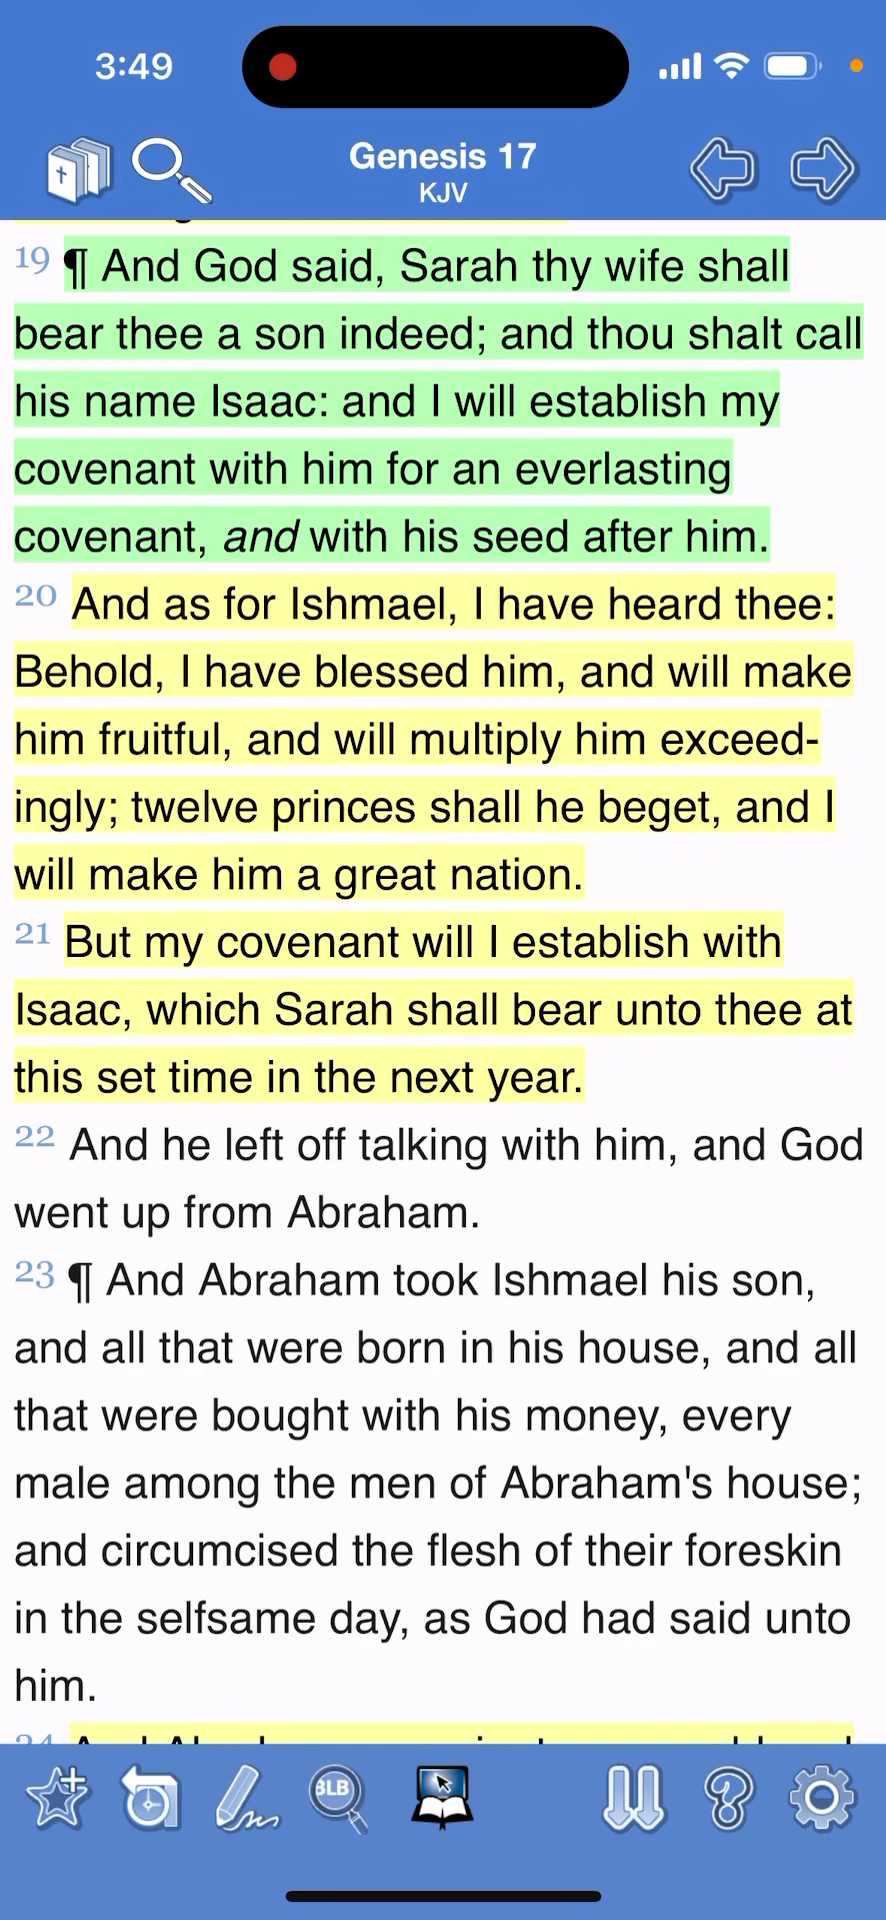 3:49
Genesis 17
KJV
19 ¶ And God said, Sarah thy wife shall
bear thee a son indeed; and thou shalt call
his name Isaac: and I will establish my
covenant with him for an everlasting
covenant, and with his seed after him.
20 And as for Ishmael, I have heard thee:
Behold, I have blessed him, and will make
him fruitful, and will multiply him exceed-
ingly; twelve princes shall he beget, and I
will make him a great nation.
21 But my covenant will I establish with
Isaac, which Sarah shall bear unto thee at
this set time in the next year.
22 And he left off talking with him, and God
went up from Abraham.
23 ¶ And Abraham took Ishmael his son,
and all that were born in his house, and all
that were bought with his money, every
male among the men of Abraham's house;
and circumcised the flesh of their foreskin
in the selfsame day, as God had said unto
him.
BLB